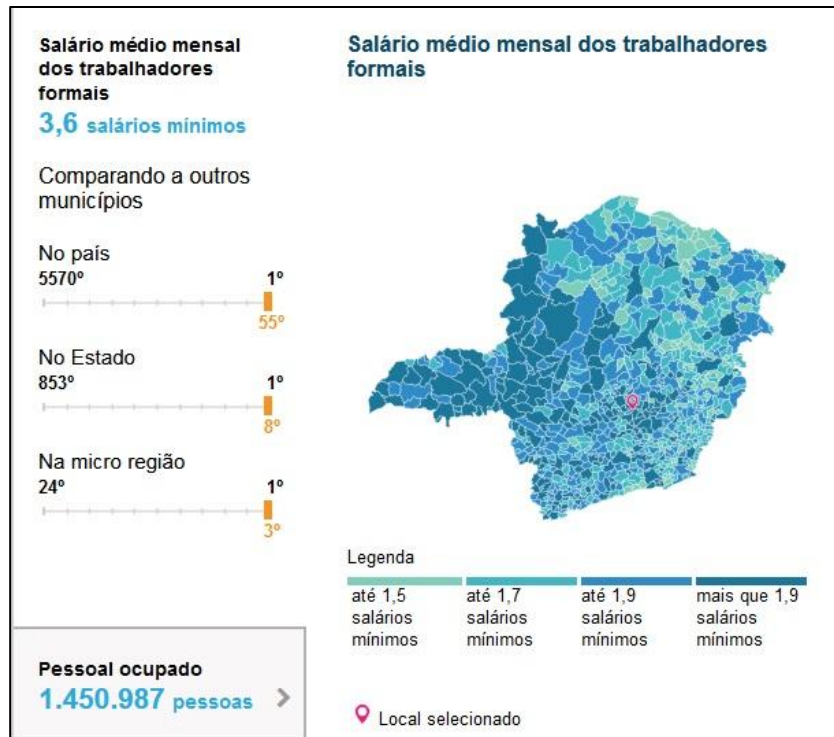 Salário médio mensal
dos trabalhadores
formais
3,6 salários mínimos
Comparando a outros
municípios
No país
5570º 1º
55º
No Estado
853º 1º
8º
Na micro região
24º 1º
3º
Pessoal ocupado
1.450.987 pessoas
Salário médio mensal dos trabalhadores
formais
Legenda
até 1,5
salários
mínimos
até 1,7
salários
mínimos
até 1,9
salários
mínimos
mais que 1,9
salários
mínimos
Local selecionado